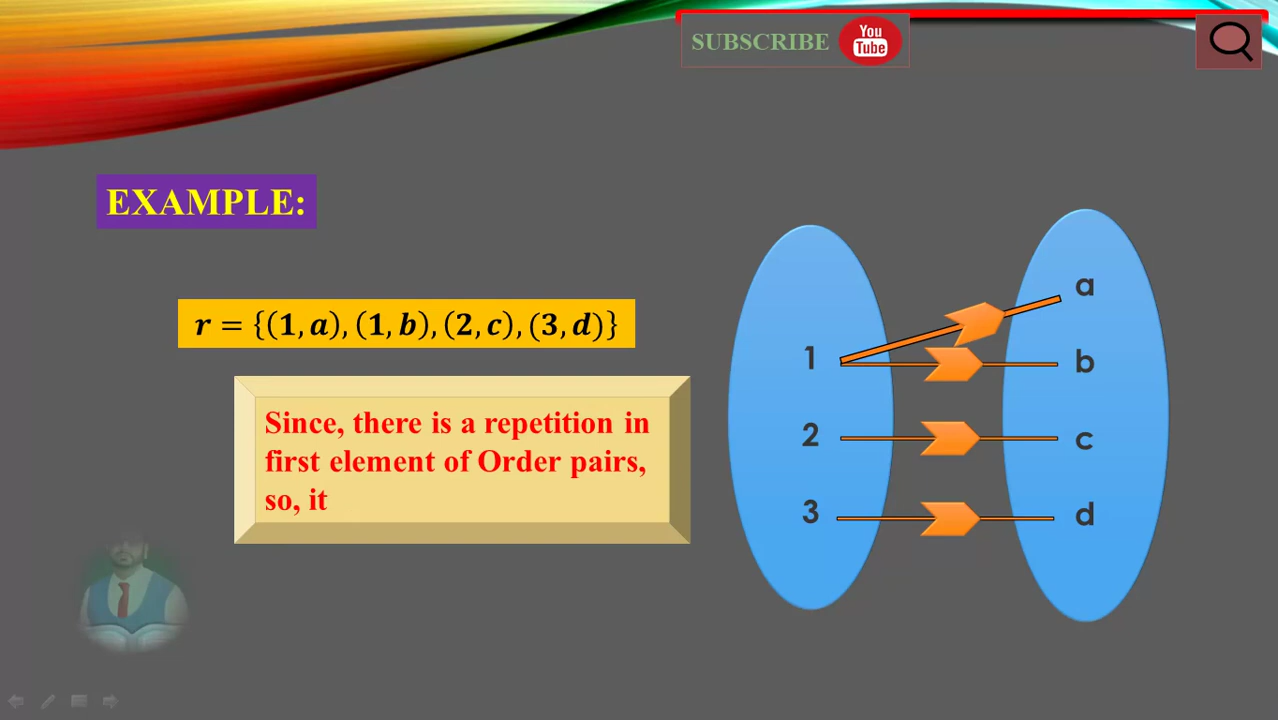 SUBSCRIBE
You
Tube
EXAMPLE:
r = {(1, a), (1, b), (2, c), (3, d)}
Since, there is a repetition in
first element of Order pairs,
so, it
1
2
3
a
b
c
d